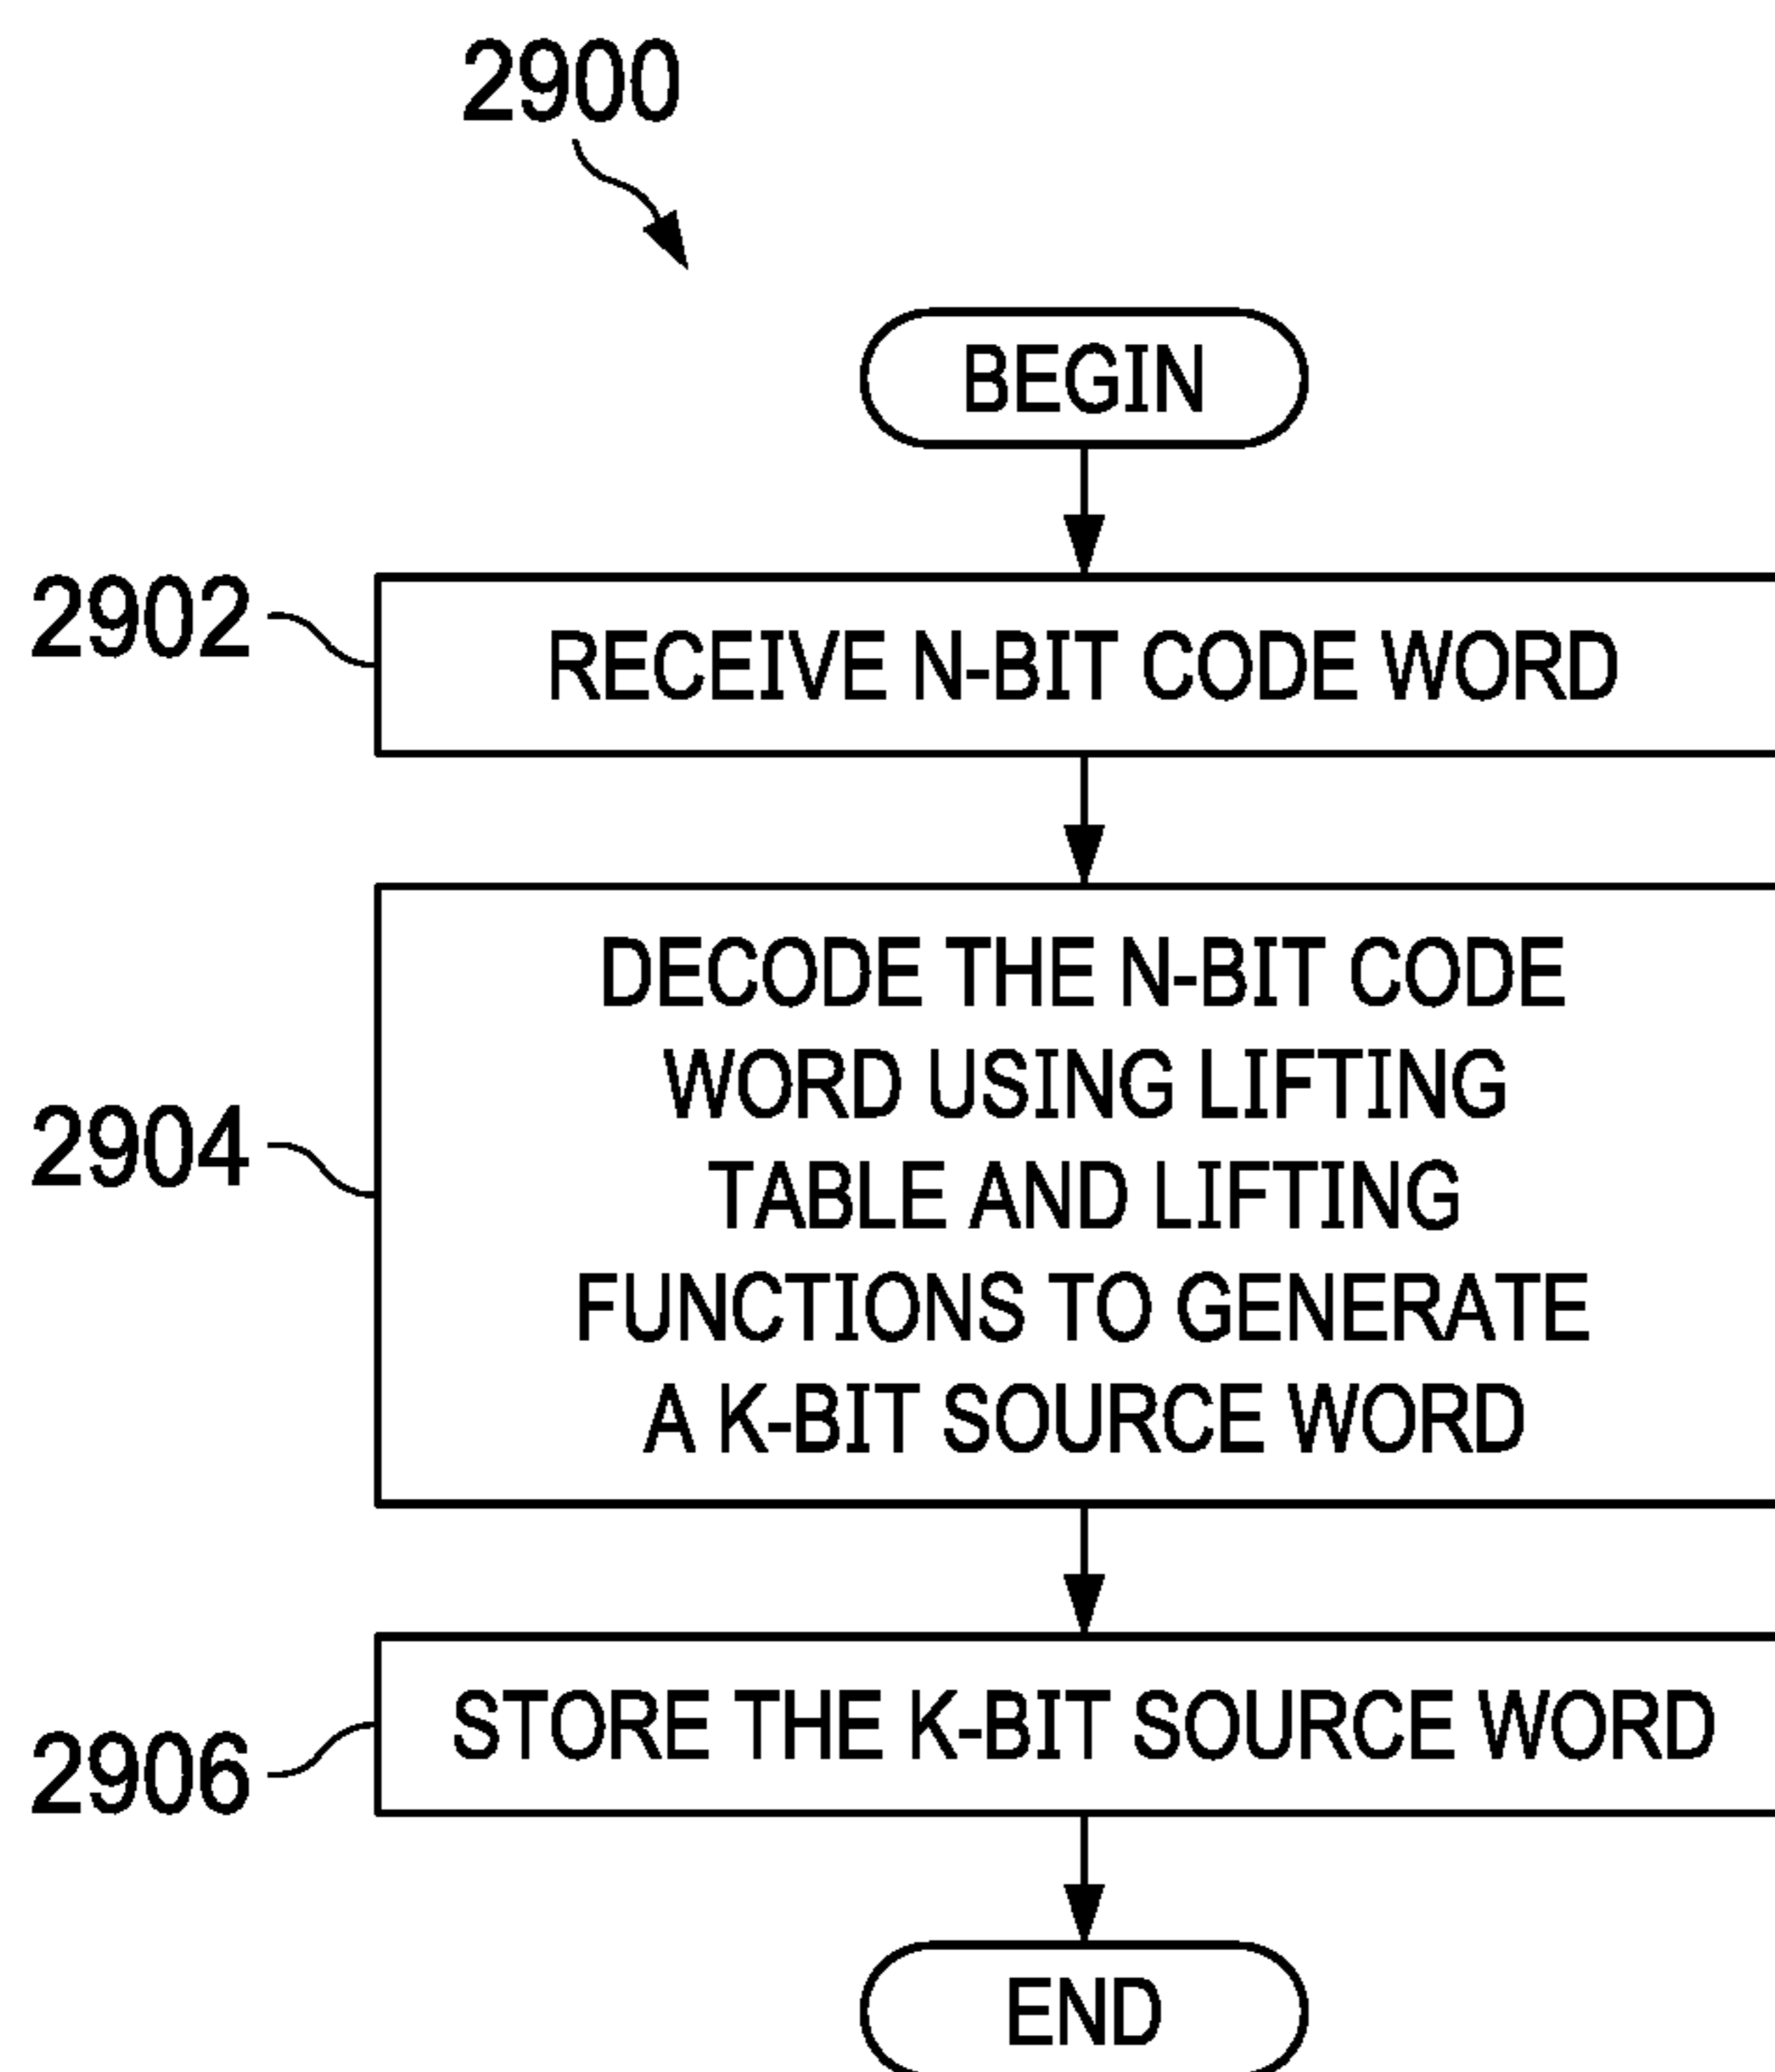 2900
BEGIN
2902
RECEIVE N-BIT CODE WORD
2904
DECODE THE N-BIT CODE
WORD USING LIFTING
TABLE AND LIFTING
FUNCTIONS TO GENERATE
A K-BIT SOURCE WORD
2906
STORE THE K-BIT SOURCE WORD
END